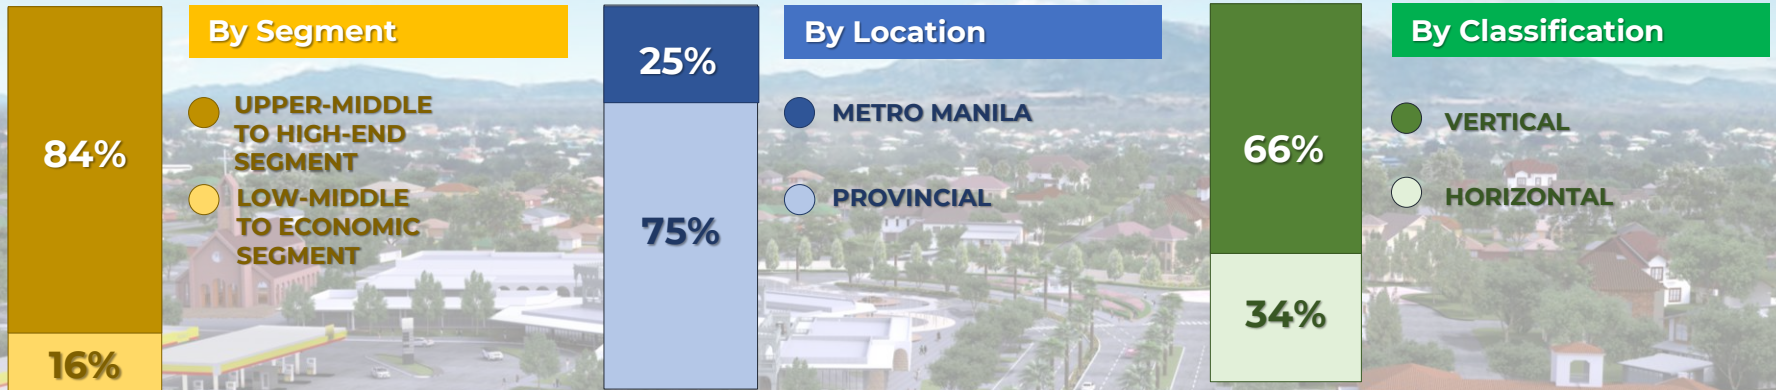 By Segment
84%
UPPER-MIDDLE
TO HIGH-END
SEGMENT
LOW-MIDDLE
TO ECONOMIC
SEGMENT
16%
By Location
25%
METRO MANILA
75%
PROVINCIAL
By Classification
66%
VERTICAL
HORIZONTAL
34%